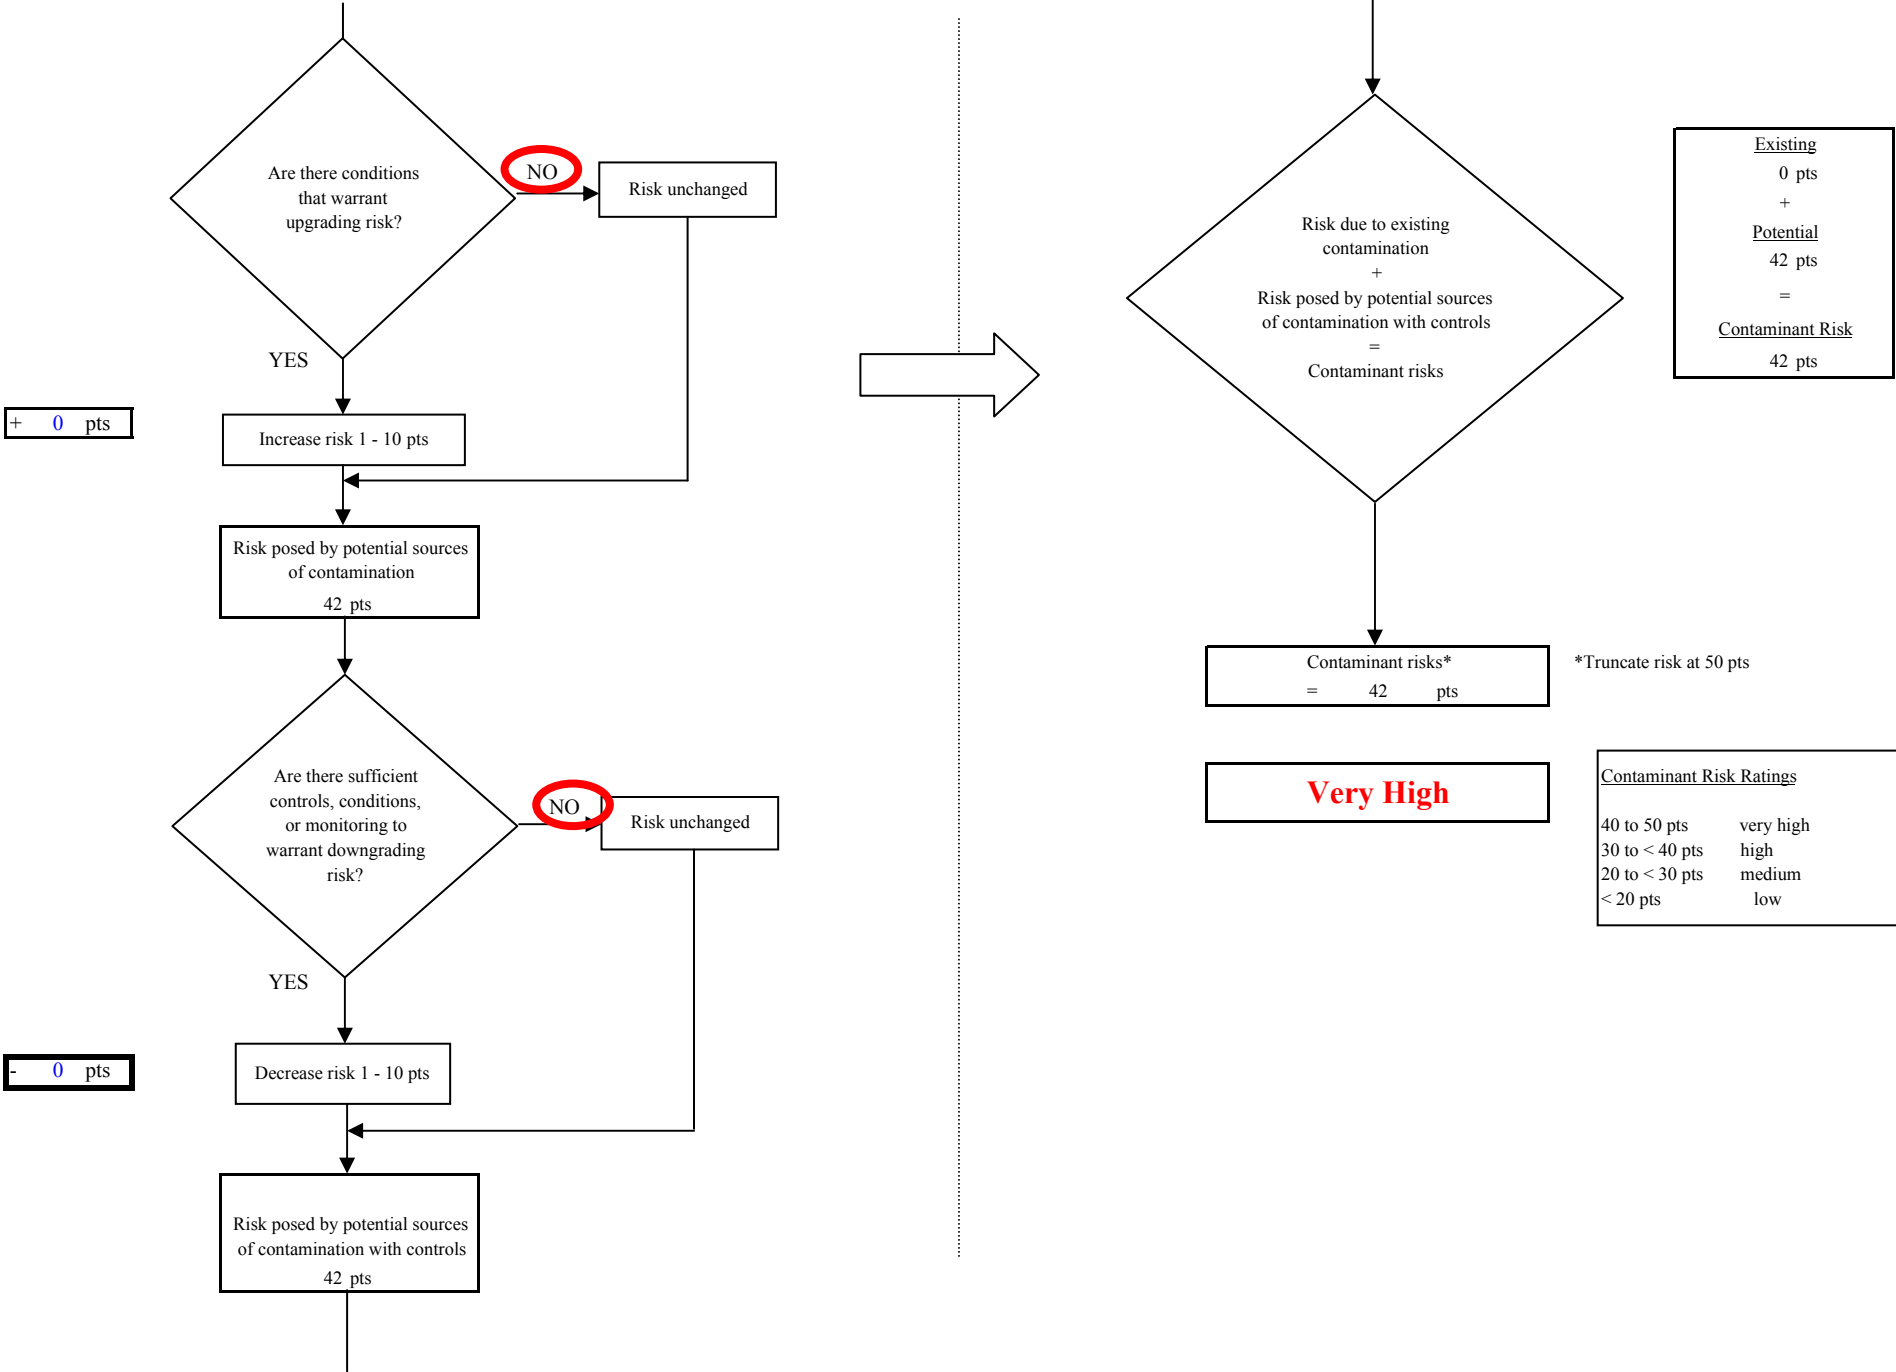 Are there conditions
that warrant
upgrading risk?
NO
Risk unchanged
YES
+ 0 pts
Increase risk 1 - 10 pts
Risk posed by potential sources
of contamination
42 pts
Are there sufficient
controls, conditions,
or monitoring to
warrant downgrading
risk?
NO
Risk unchanged
YES
- 0 pts
Decrease risk 1 - 10 pts
Risk posed by potential sources
of contamination with controls
42 pts
Risk due to existing
contamination
+
Risk posed by potential sources
of contamination with controls
=
Contaminant risks
Existing
0 pts
+
Potential
42 pts
=
Contaminant Risk
42 pts
Contaminant risks*
= 42 pts
*Truncate risk at 50 pts
Very High
Contaminant Risk Ratings
40 to 50 pts very high
30 to < 40 pts high
20 to < 30 pts medium
< 20 pts low